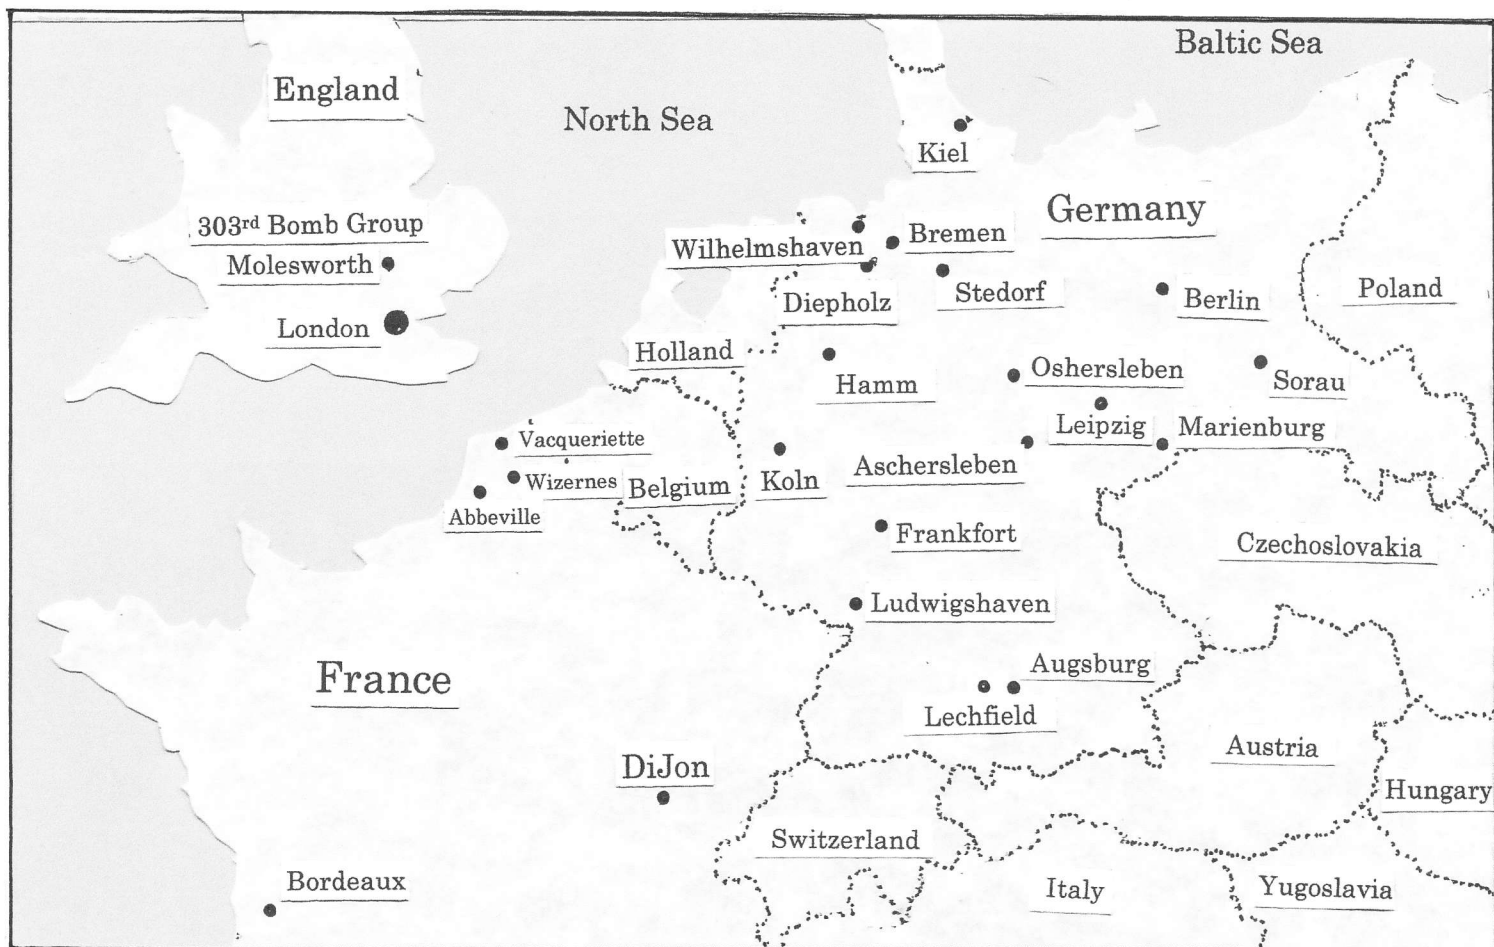 Baltic Sea
England
North Sea
Kiel
Germany
303rd Bomb Group
Wilhelmshaven
Bremen
Molesworth
Diepholz
Stedorf
Berlin
Poland
London
Holland
Hamm
Oshersleben
Sorau
Vacqueriette
Leipzig
Marienburg
Wizernes
Belgium
Koln
Aschersleben
Abbeville
Frankfort
Czechoslovakia
Ludwigshaven
France
Augsburg
Lechfield
Austria
DiJon
Hungary
Switzerland
Bordeaux
Italy
Yugoslavia